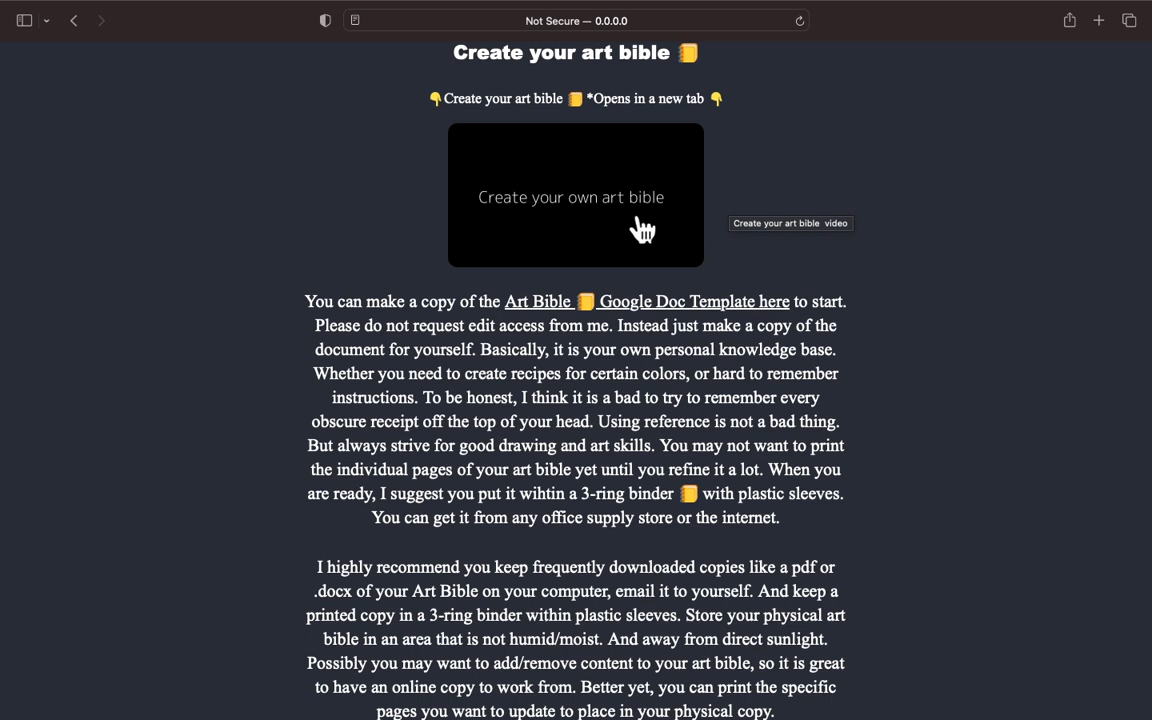 Not Secure — 0.0.0.0
Create your art bible 📒
👇Create your art bible 📒 *Opens in a new tab 👇
Create your own art bible
Create your art bible video
You can make a copy of the Art Bible 📒 Google Doc Template here to start.
Please do not request edit access from me. Instead just make a copy of the
document for yourself. Basically, it is your own personal knowledge base.
Whether you need to create recipes for certain colors, or hard to remember
instructions. To be honest, I think it is a bad to try to remember every
obscure receipt off the top of your head. Using reference is not a bad thing.
But always strive for good drawing and art skills. You may not want to print
the individual pages of your art bible yet until you refine it a lot. When you
are ready, I suggest you put it wihtin a 3-ring binder 📒 with plastic sleeves.
You can get it from any office supply store or the internet.
I highly recommend you keep frequently downloaded copies like a pdf or
.docx of your Art Bible on your computer, email it to yourself. And keep a
printed copy in a 3-ring binder within plastic sleeves. Store your physical art
bible in an area that is not humid/moist. And away from direct sunlight.
Possibly you may want to add/remove content to your art bible, so it is great
to have an online copy to work from. Better yet, you can print the specific
pages you want to update to place in your physical copy.